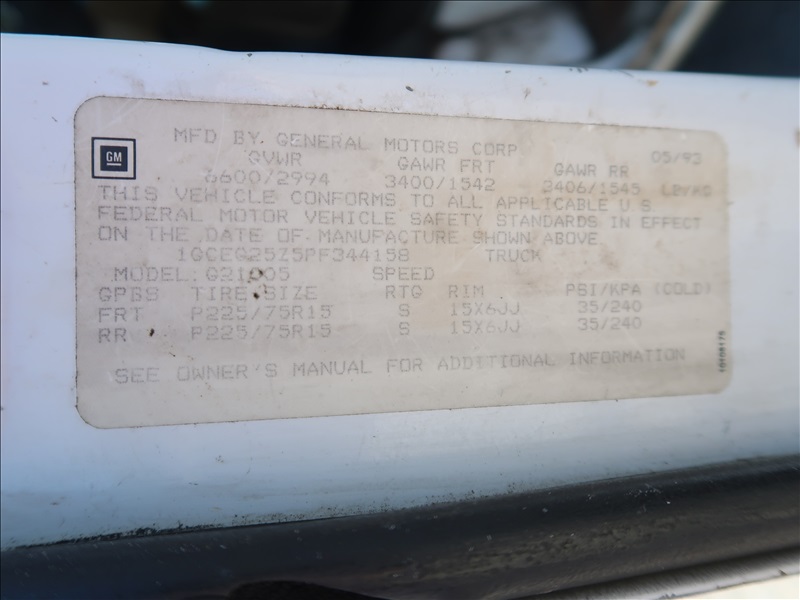 MFD BY GENERAL MOTORS CORP 05/93
GM
GVWR GAWR FRT GAWR RR
6600/2994 3400/1542 3406/1545 LB/KG
THIS VEHICLE CONFORMS TO ALL APPLICABLE U.S.
FEDERAL MOTOR VEHICLE SAFETY STANDARDS IN EFFECT
ON THE DATE OF MANUFACTURE SHOWN ABOVE.
1GCEG25Z5PF344158 TRUCK
MODEL: SPEED
TIRE SIZE RTG RIM PSI/KPA (COLD)
FRT P225/75R15 S 15X6JJ 35/240
RR P225/75R15 S 15X6JJ 35/240
SEE OWNER'S MANUAL FOR ADDITIONAL INFORMATION